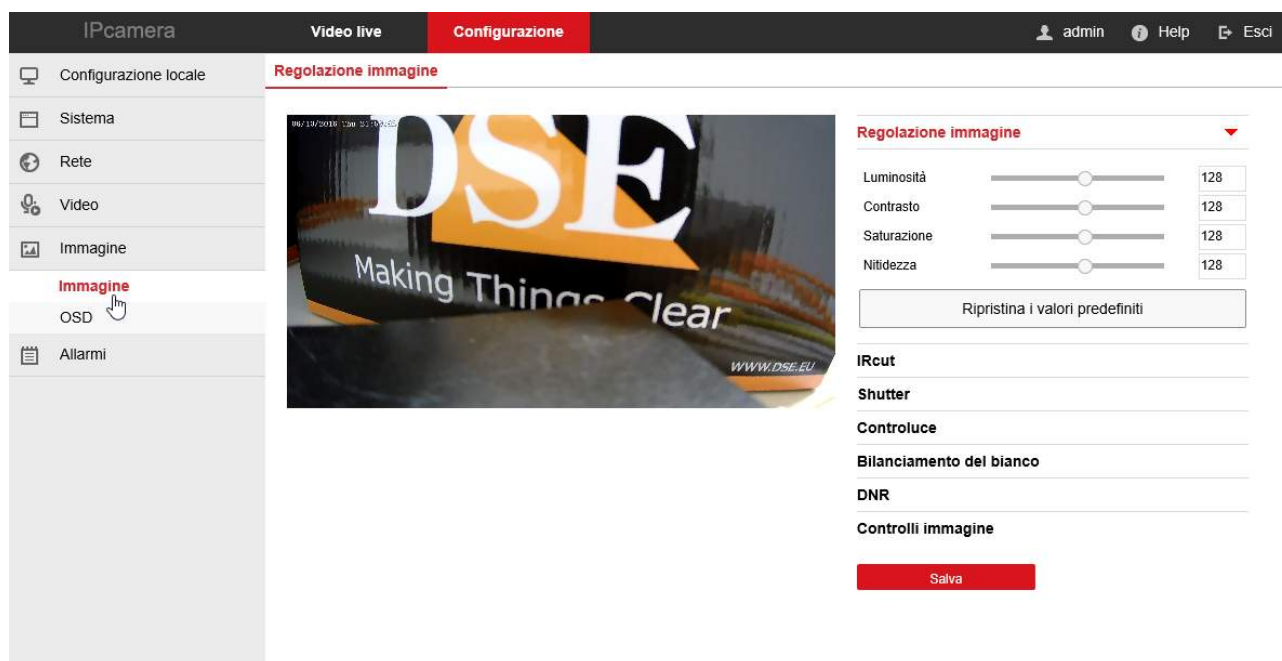 IPcamera
Video live
Configurazione
admin
Help
Esci
Configurazione locale
Sistema
Rete
Video
Immagine
Immagine
OSD
Allarmi
Regolazione immagine
DSE
Making Things Clear
WWW.DSE.EU
Regolazione immagine
Luminosità 128
Contrasto 128
Saturazione 128
Nitidezza 128
Ripristina i valori predefiniti
IRcut
Shutter
Controluce
Bilanciamento del bianco
DNR
Controlli immagine
Salva